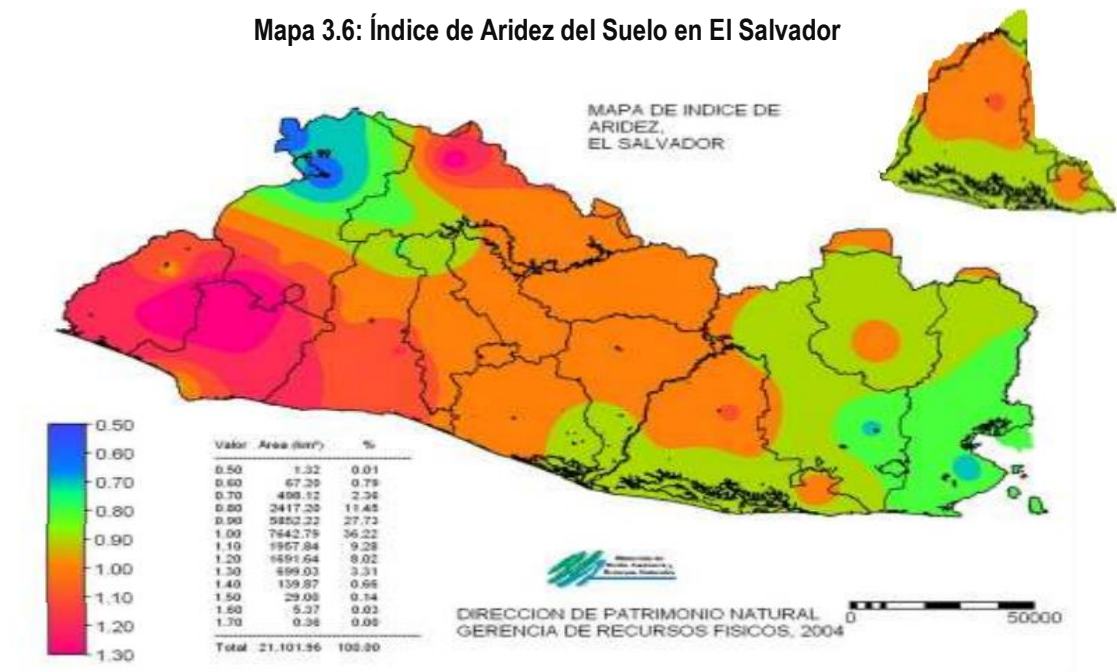 Mapa 3.6: Índice de Aridez del Suelo en El Salvador
MAPA DE INDICE DE
ARIDEZ,
EL SALVADOR
0.50
0.60
0.70
0.80
0.90
1.00
1.10
1.20
1.30
Valor Area (km²) %
0.50 1.32 0.01
0.60 67.20 0.79
0.70 498.12 2.36
0.80 2417.20 11.45
0.90 5852.22 27.73
1.00 7642.79 36.22
1.10 1957.84 9.28
1.20 1691.64 8.02
1.30 699.03 3.31
1.40 139.87 0.66
1.50 29.00 0.14
1.60 5.37 0.03
1.70 0.36 0.00
Total 21,101.96 100.00
DIRECCION DE PATRIMONIO NATURAL
GERENCIA DE RECURSOS FISICOS, 2004
0 50000